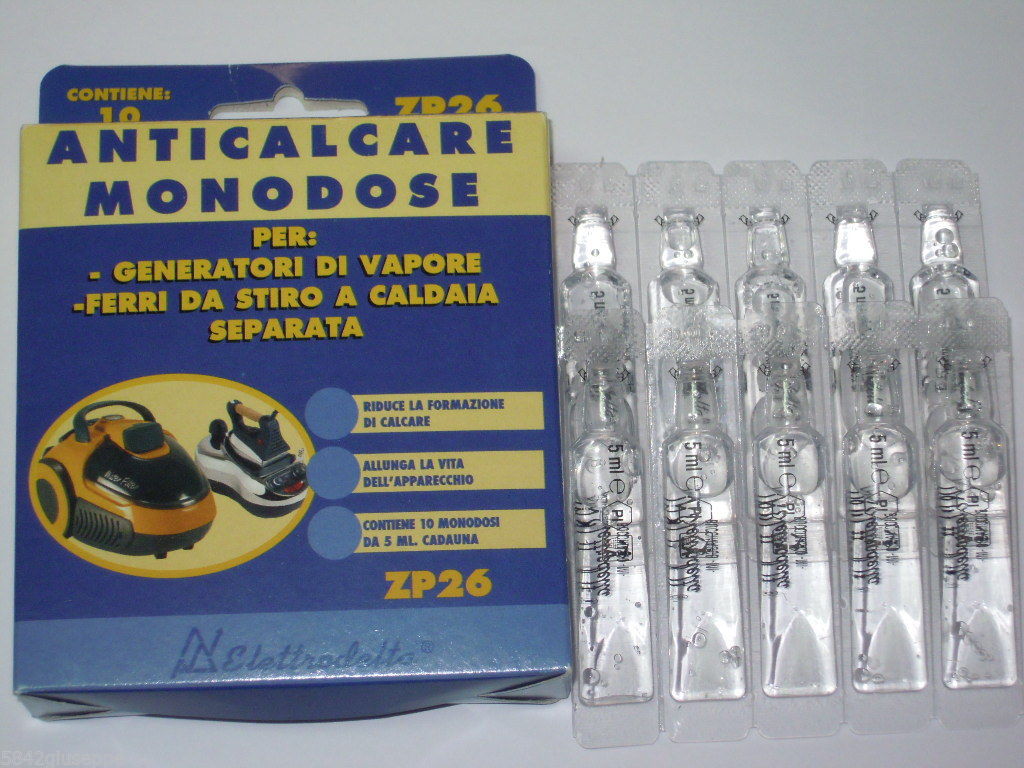 CONTIENE:
10
ZP26
ANTICALCARE
MONODOSE
PER:
- GENERATORI DI VAPORE
-FERRI DA STIRO A CALDAIA
SEPARATA
RIDUCE LA FORMAZIONE
DI CALCARE
ALLUNGA LA VITA
DELL'APPARECCHIO
CONTIENE 10 MONODOSI
DA 5 ML. CADAUNA
ZP26
Elettrodelta®
5 ml e
5 ml e
5 ml e
5 ml e
5 ml e